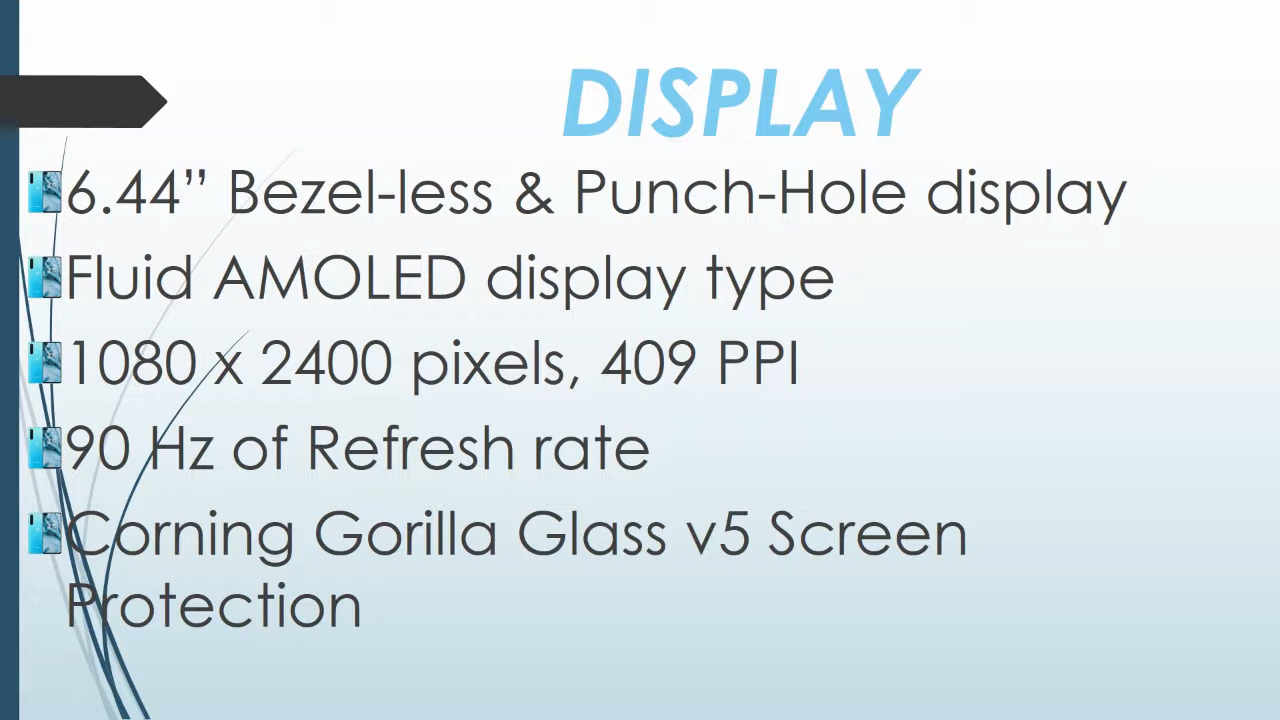 DISPLAY
6.44” Bezel-less & Punch-Hole display
Fluid AMOLED display type
1080 x 2400 pixels, 409 PPI
90 Hz of Refresh rate
Corning Gorilla Glass v5 Screen
Protection